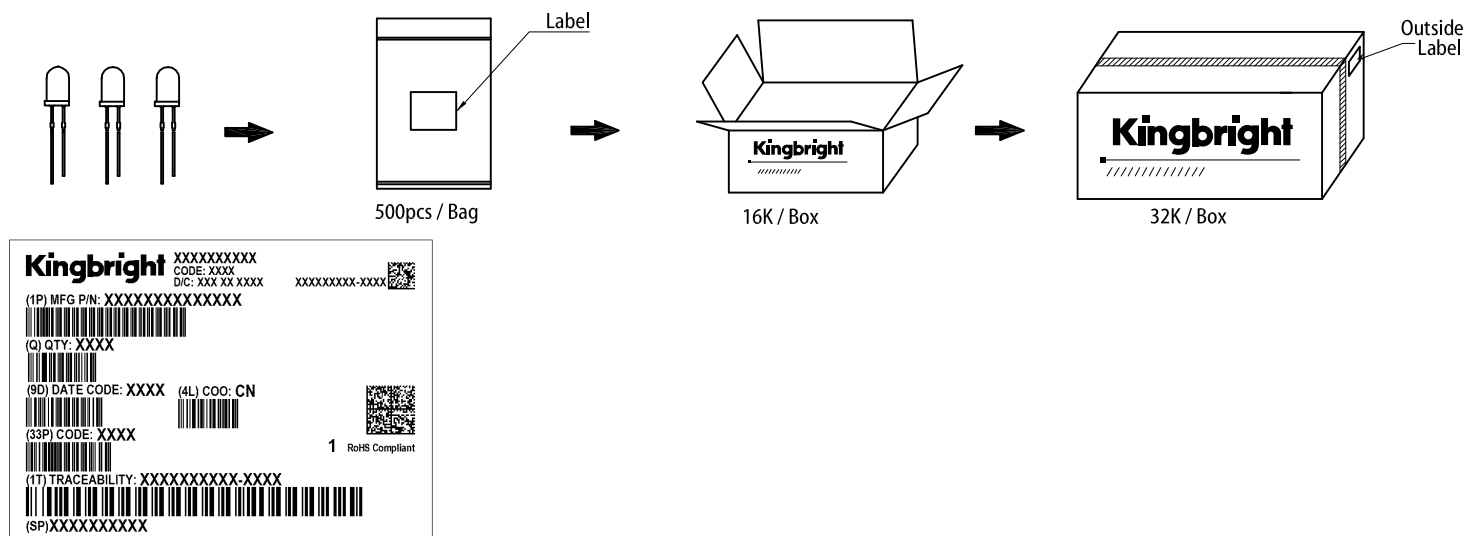 Label
500pcs / Bag
Kingbright
16K / Box
Outside
Label
Kingbright
32K / Box
Kingbright XXXXXXXXXX
CODE: XXXX
D/C: XXX XX XXXX XXXXXXXXX-XXXX
(1P) MFG P/N: XXXXXXXXXXXXXX
(Q) QTY: XXXX
(9D) DATE CODE: XXXX (4L) COO: CN
(33P) CODE: XXXX
1 RoHS Compliant
(1T) TRACEABILITY: XXXXXXXXXX-XXXX
(SP)XXXXXXXXXX